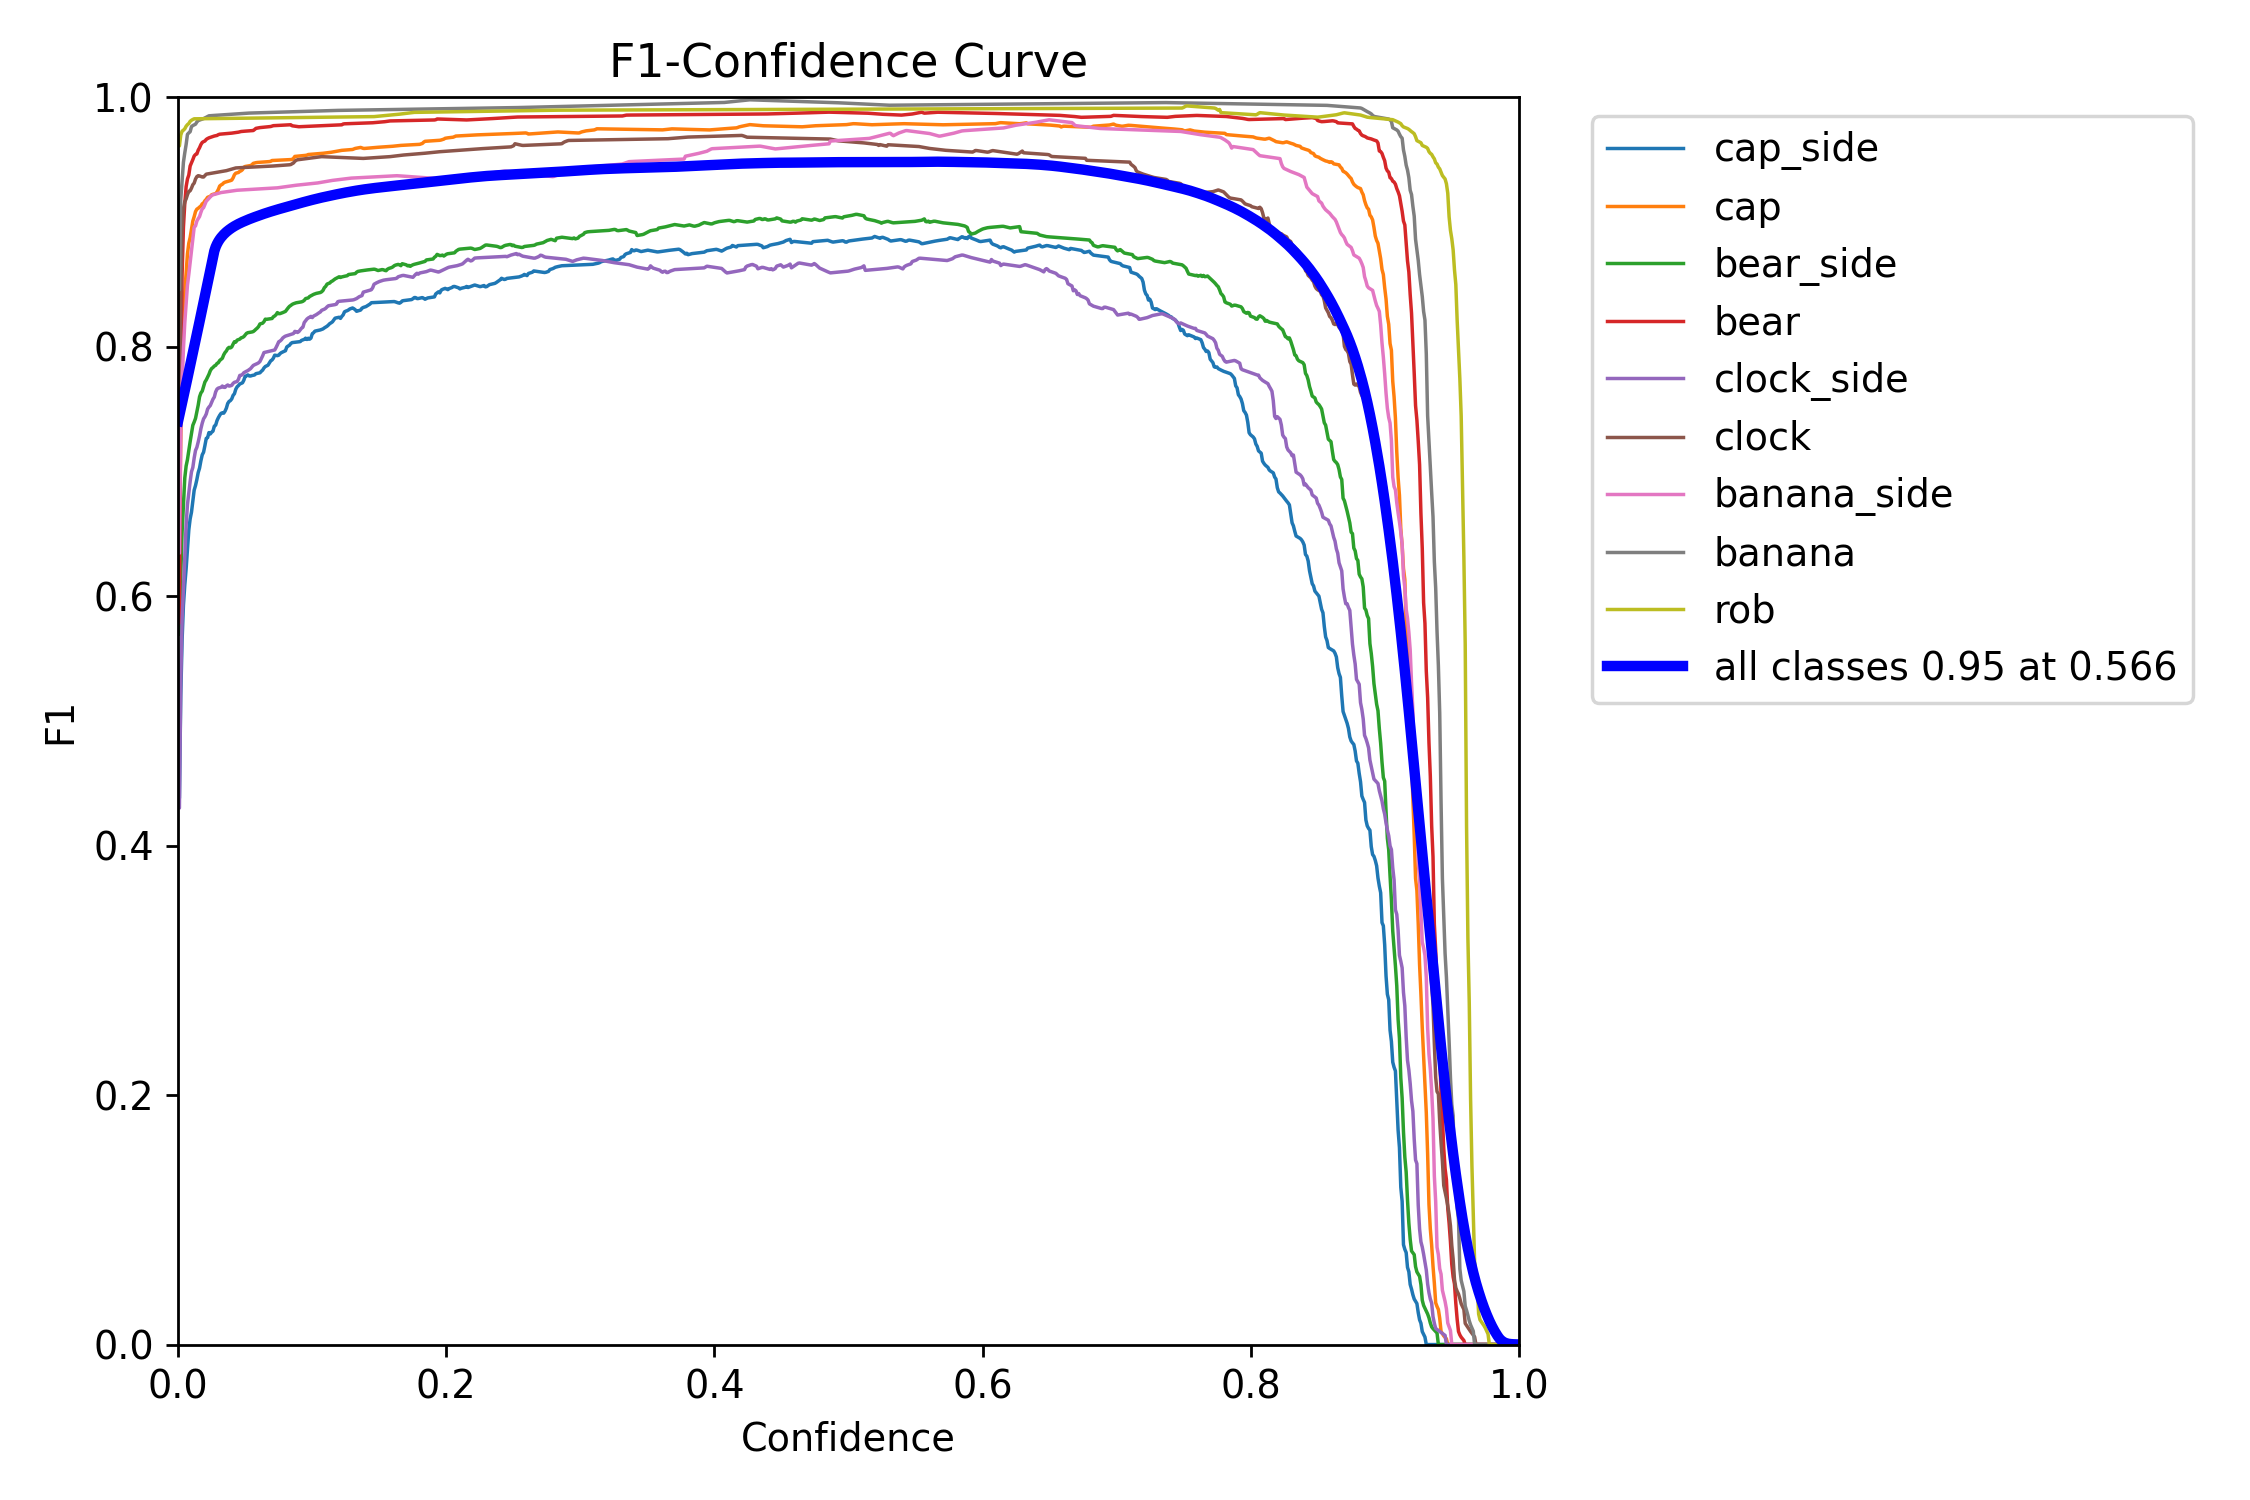 F1-Confidence Curve
1.0
0.8
0.6
0.4
0.2
0.0
F1
0.0 0.2 0.4 0.6 0.8 1.0
Confidence
cap_side
cap
bear_side
bear
clock_side
clock
banana_side
banana
rob
all classes 0.95 at 0.566